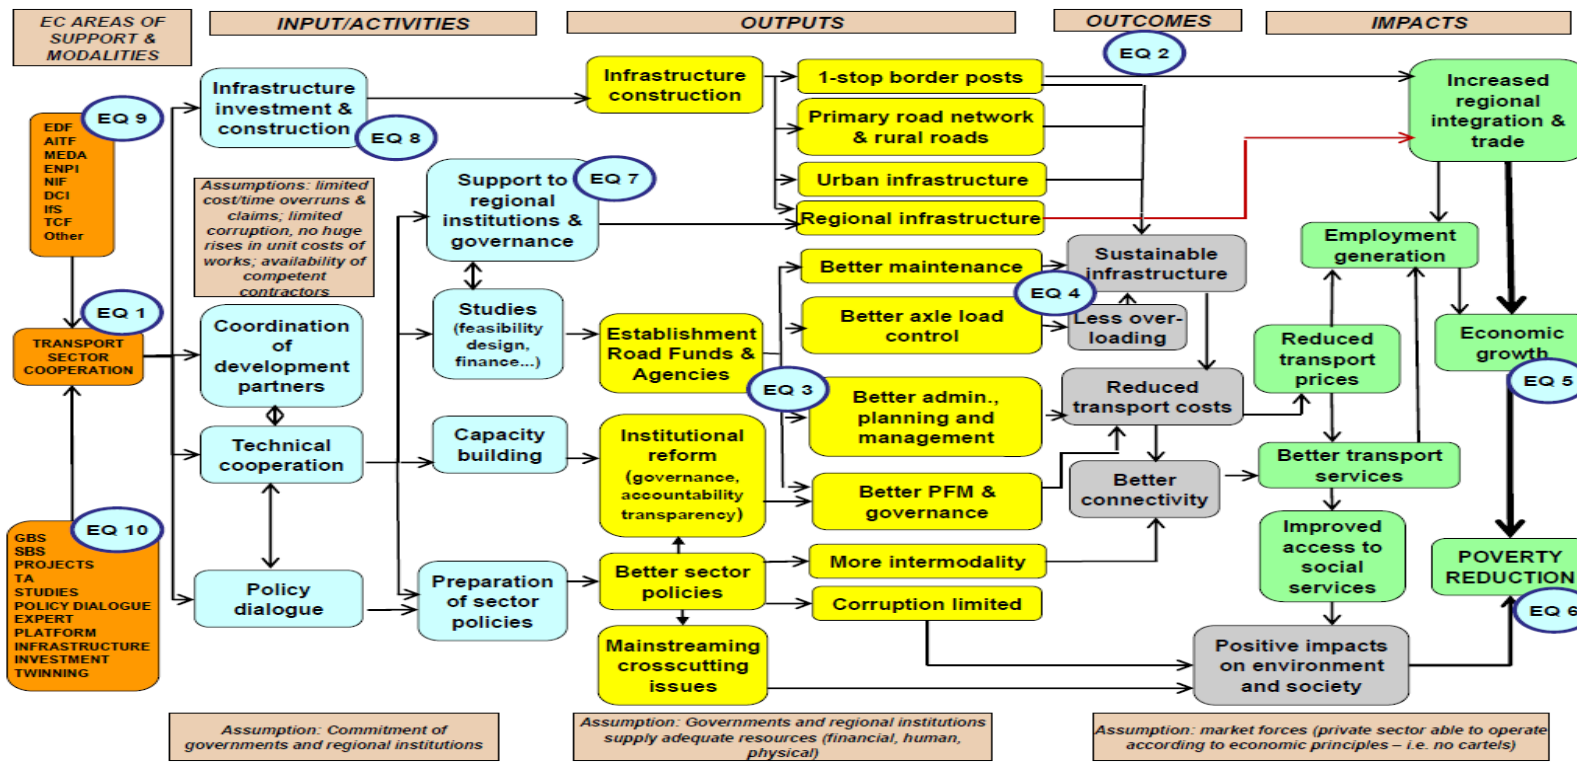 EC AREAS OF
SUPPORT &
MODALITIES
INPUT/ACTIVITIES
OUTPUTS
OUTCOMES
IMPACTS
EQ 9
EDF
AITF
MEDA
ENPI
NIF
DCI
IfS
TCF
Other
EQ 1
TRANSPORT
SECTOR
COOPERATION
EQ 10
GBS
SBS
PROJECTS
TA
STUDIES
POLICY DIALOGUE
EXPERT
PLATFORM
INFRASTRUCTURE
INVESTMENT
TWINNING
Infrastructure
investment &
construction
EQ 8
Assumptions: limited
cost/time overruns &
claims; limited
corruption, no huge
rises in unit costs of
works; availability of
competent
contractors
Coordination
of
development
partners
Technical
cooperation
Policy
dialogue
Support to
regional
institutions &
governance
EQ 7
Studies
(feasibility
design,
finance...)
Capacity
building
Preparation
of sector
policies
Infrastructure
construction
Establishment
Road Funds &
Agencies
EQ 3
Institutional
reform
(governance,
accountability
transparency)
Better sector
policies
Mainstreaming
crosscutting
issues
1-stop border posts
Primary road network
& rural roads
Urban infrastructure
Regional infrastructure
Better maintenance
Better axle load
control
Better admin.,
planning and
management
Better PFM &
governance
More intermodality
Corruption limited
EQ 2
Sustainable
infrastructure
EQ 4
Less over-
loading
Reduced
transport costs
Better
connectivity
Positive impacts
on environment
and society
Increased
regional
integration &
trade
Employment
generation
Reduced
transport
prices
Economic
growth
EQ 5
Better transport
services
Improved
access to
social
services
POVERTY
REDUCTION
EQ 6
Assumption: Commitment of
governments and regional institutions
Assumption: Governments and regional institutions
supply adequate resources (financial, human,
physical)
Assumption: market forces (private sector able to operate
according to economic principles – i.e. no cartels)